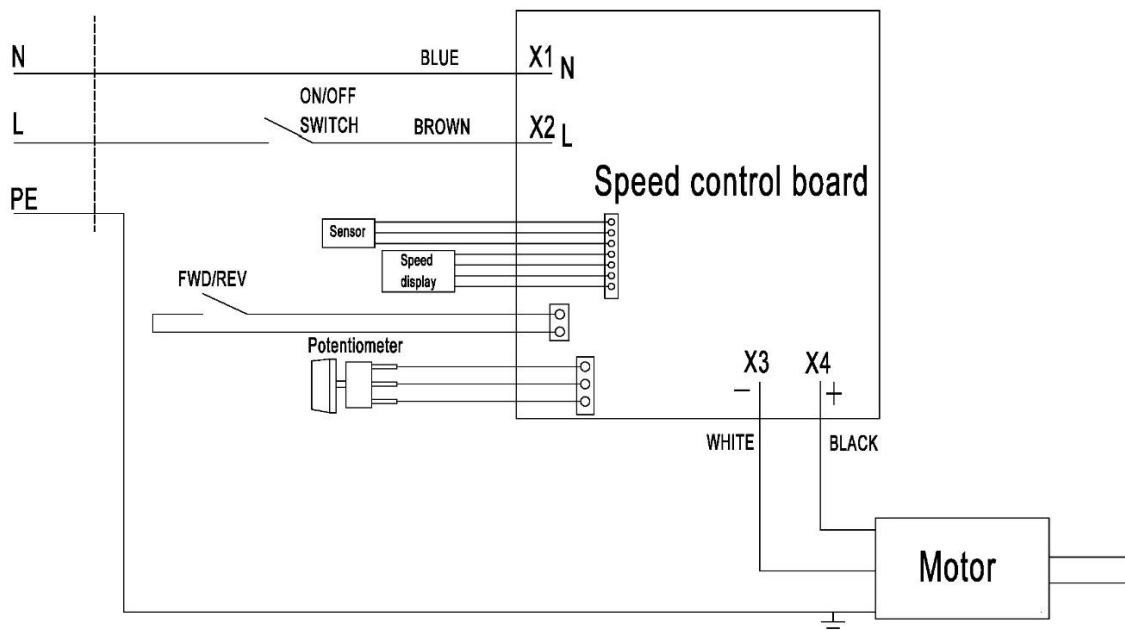 N
BLUE
X1 N
ON/OFF
SWITCH
L
BROWN
X2 L
Speed control board
PE
Sensor
Speed
display
FWD/REV
Potentiometer
X3
X4
- +
WHITE
BLACK
Motor